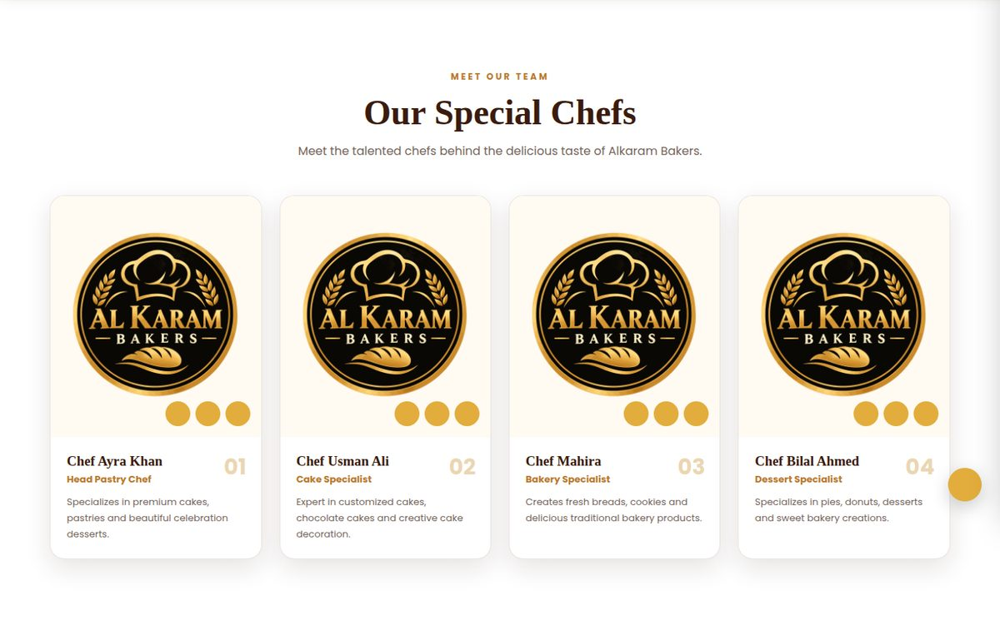 MEET OUR TEAM
Our Special Chefs
Meet the talented chefs behind the delicious taste of Alkaram Bakers.
AL KARAM
BAKERS
AL KARAM
BAKERS
AL KARAM
BAKERS
AL KARAM
BAKERS
Chef Ayra Khan
01
Head Pastry Chef
Specializes in premium cakes,
pastries and beautiful celebration
desserts.
Chef Usman Ali
02
Cake Specialist
Expert in customized cakes,
chocolate cakes and creative cake
decoration.
Chef Mahira
03
Bakery Specialist
Creates fresh breads, cookies and
delicious traditional bakery products.
Chef Bilal Ahmed
04
Dessert Specialist
Specializes in pies, donuts, desserts
and sweet bakery creations.